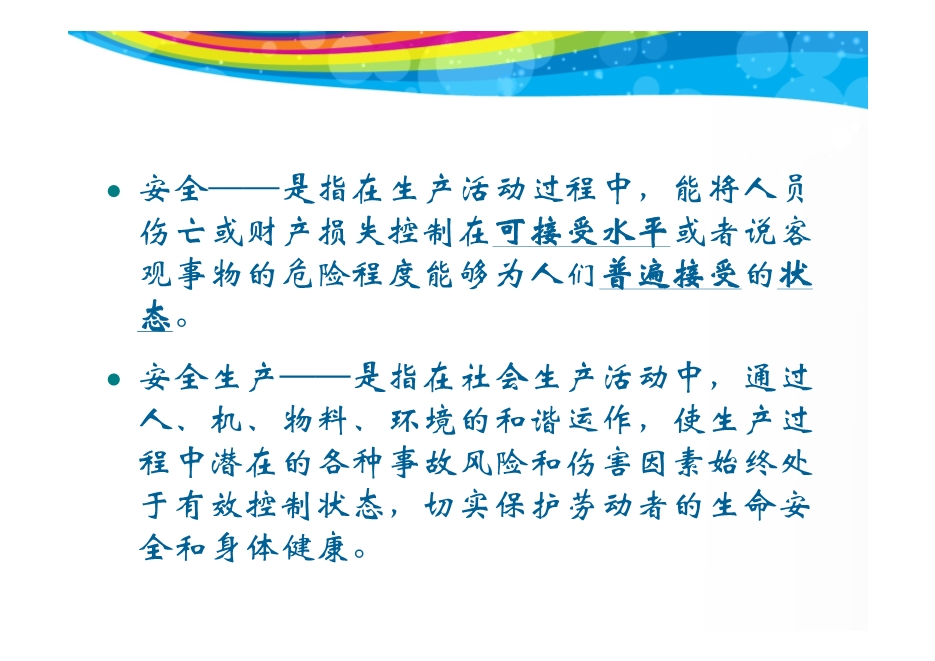 安全——是指在生产活动过程中，能将人员
伤亡或财产损失控制在可接受水平或者说客
观事物的危险程度能够为人们普遍接受的状
态。
安全生产——是指在社会生产活动中，通过
人、机、物料、环境的和谐运作，使生产过
程中潜在的各种事故风险和伤害因素始终处
于有效控制状态，切实保护劳动者的生命安
全和身体健康。